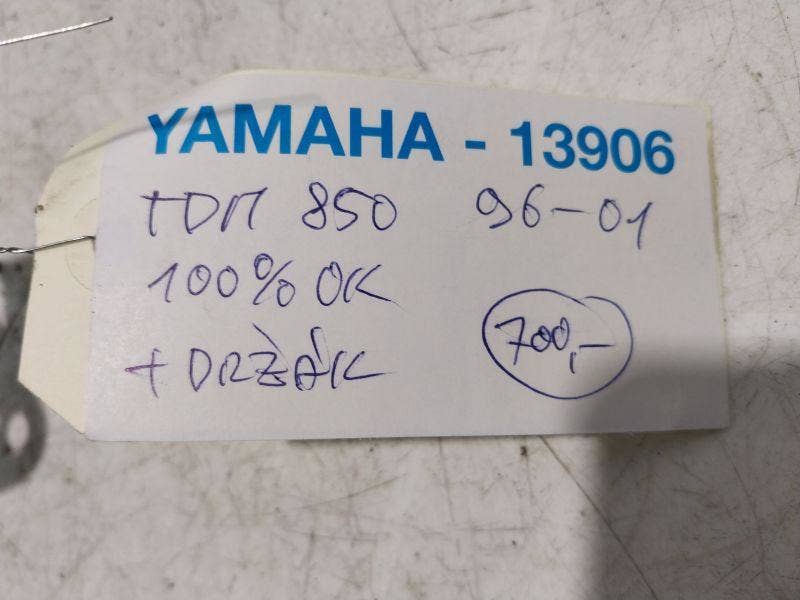 YAMAHA - 13906
TDM 850 96-01
100% OK
+ DRŽÁK 700,-